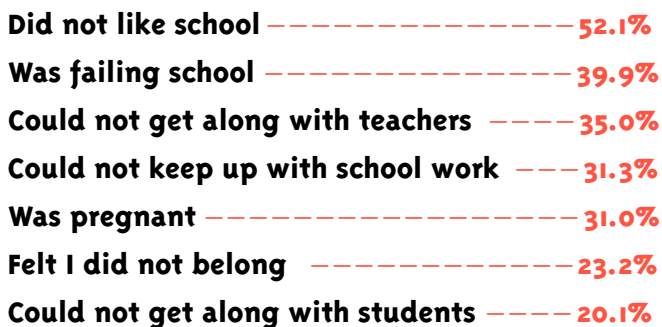 Did not like school 52.1%
Was failing school 39.9%
Could not get along with teachers 35.0%
Could not keep up with school work 31.3%
Was pregnant 31.0%
Felt I did not belong 23.2%
Could not get along with students 20.1%